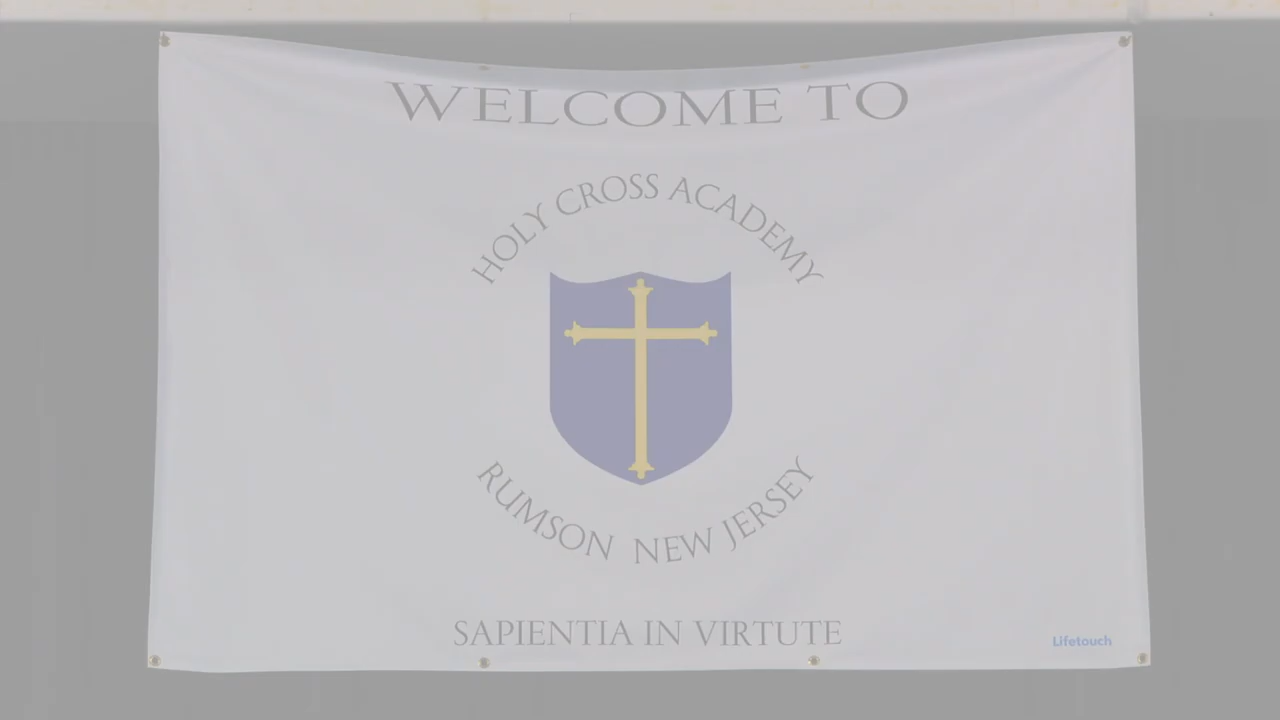 WELCOME TO
HOLY CROSS ACADEMY
RUMSON NEW JERSEY
SAPIENTIA IN VIRTUTE
Lifetouch